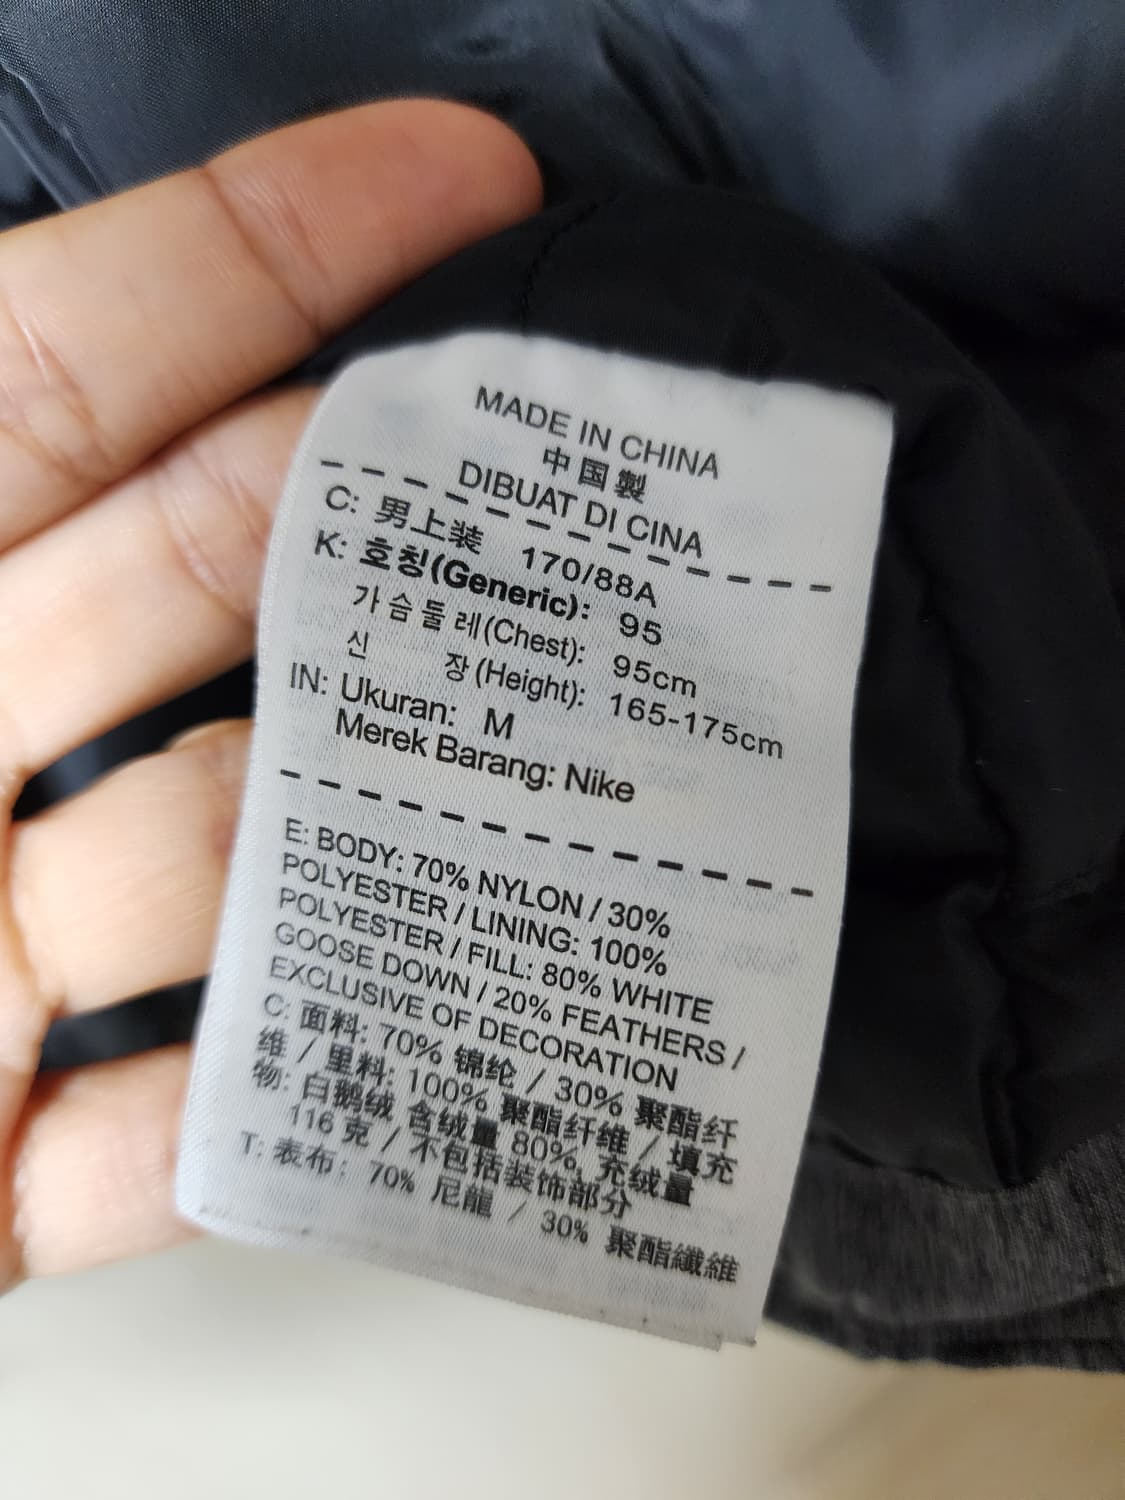 MADE IN CHINA
中国製
DIBUAT DI CINA
C: 男上装 170/88A
K: 호칭(Generic): 95
가슴둘레(Chest): 95cm
신 장(Height): 165-175cm
IN: Ukuran: M
Merek Barang: Nike
E: BODY: 70% NYLON / 30%
POLYESTER / LINING: 100%
POLYESTER / FILL: 80% WHITE
GOOSE DOWN / 20% FEATHERS /
EXCLUSIVE OF DECORATION
C: 面料: 70% 锦纶 / 30% 聚酯纤
维 / 里料: 100% 聚酯纤维 / 填充
物: 白鹅绒 含绒量 80%, 充绒量
116 克 / 不包括装饰部分
T: 表布: 70% 尼龍 / 30% 聚酯纖維